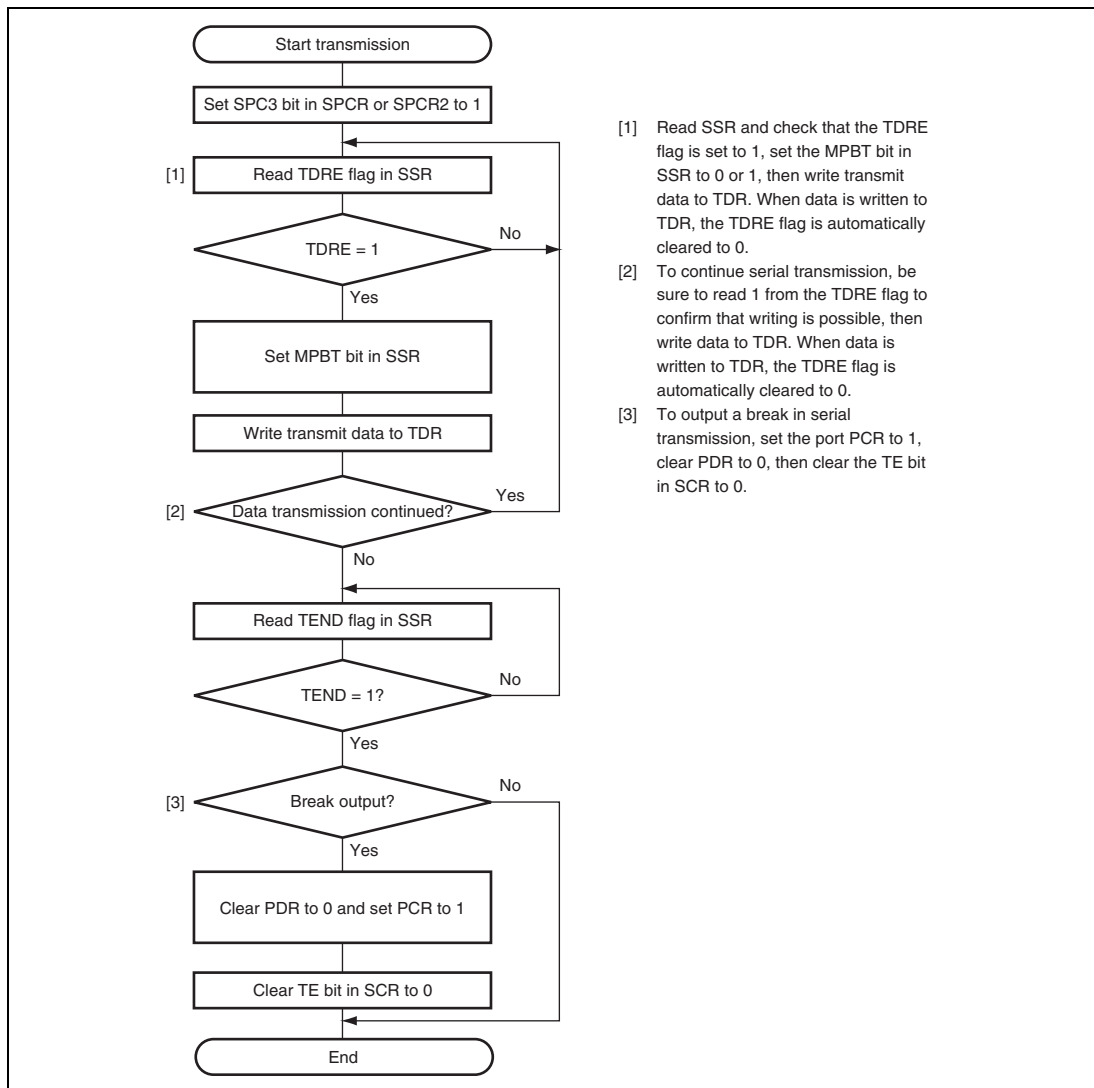 Start transmission
Set SPC3 bit in SPCR or SPCR2 to 1
[1]
Read TDRE flag in SSR
TDRE = 1
No
Yes
Set MPBT bit in SSR
Write transmit data to TDR
[2]
Data transmission continued?
Yes
No
Read TEND flag in SSR
TEND = 1?
No
Yes
[3]
Break output?
No
Yes
Clear PDR to 0 and set PCR to 1
Clear TE bit in SCR to 0
End
[1] Read SSR and check that the TDRE
flag is set to 1, set the MPBT bit in
SSR to 0 or 1, then write transmit
data to TDR. When data is written to
TDR, the TDRE flag is automatically
cleared to 0.
[2] To continue serial transmission, be
sure to read 1 from the TDRE flag to
confirm that writing is possible, then
write data to TDR. When data is
written to TDR, the TDRE flag is
automatically cleared to 0.
[3] To output a break in serial
transmission, set the port PCR to 1,
clear PDR to 0, then clear the TE bit
in SCR to 0.